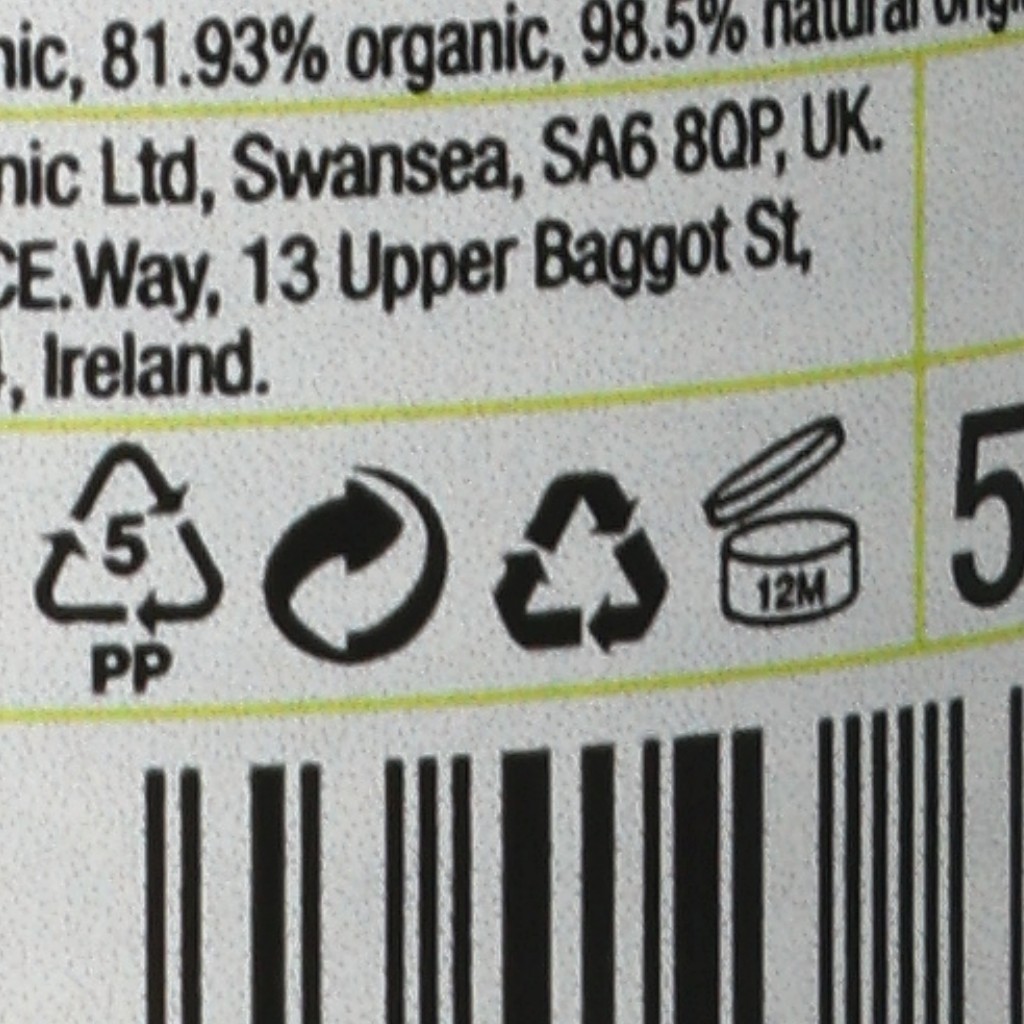 nic, 81.93% organic, 98.5% natural origi
nic Ltd, Swansea, SA6 8QP, UK.
CE.Way, 13 Upper Baggot St,
, Ireland.
5
PP
12M
5